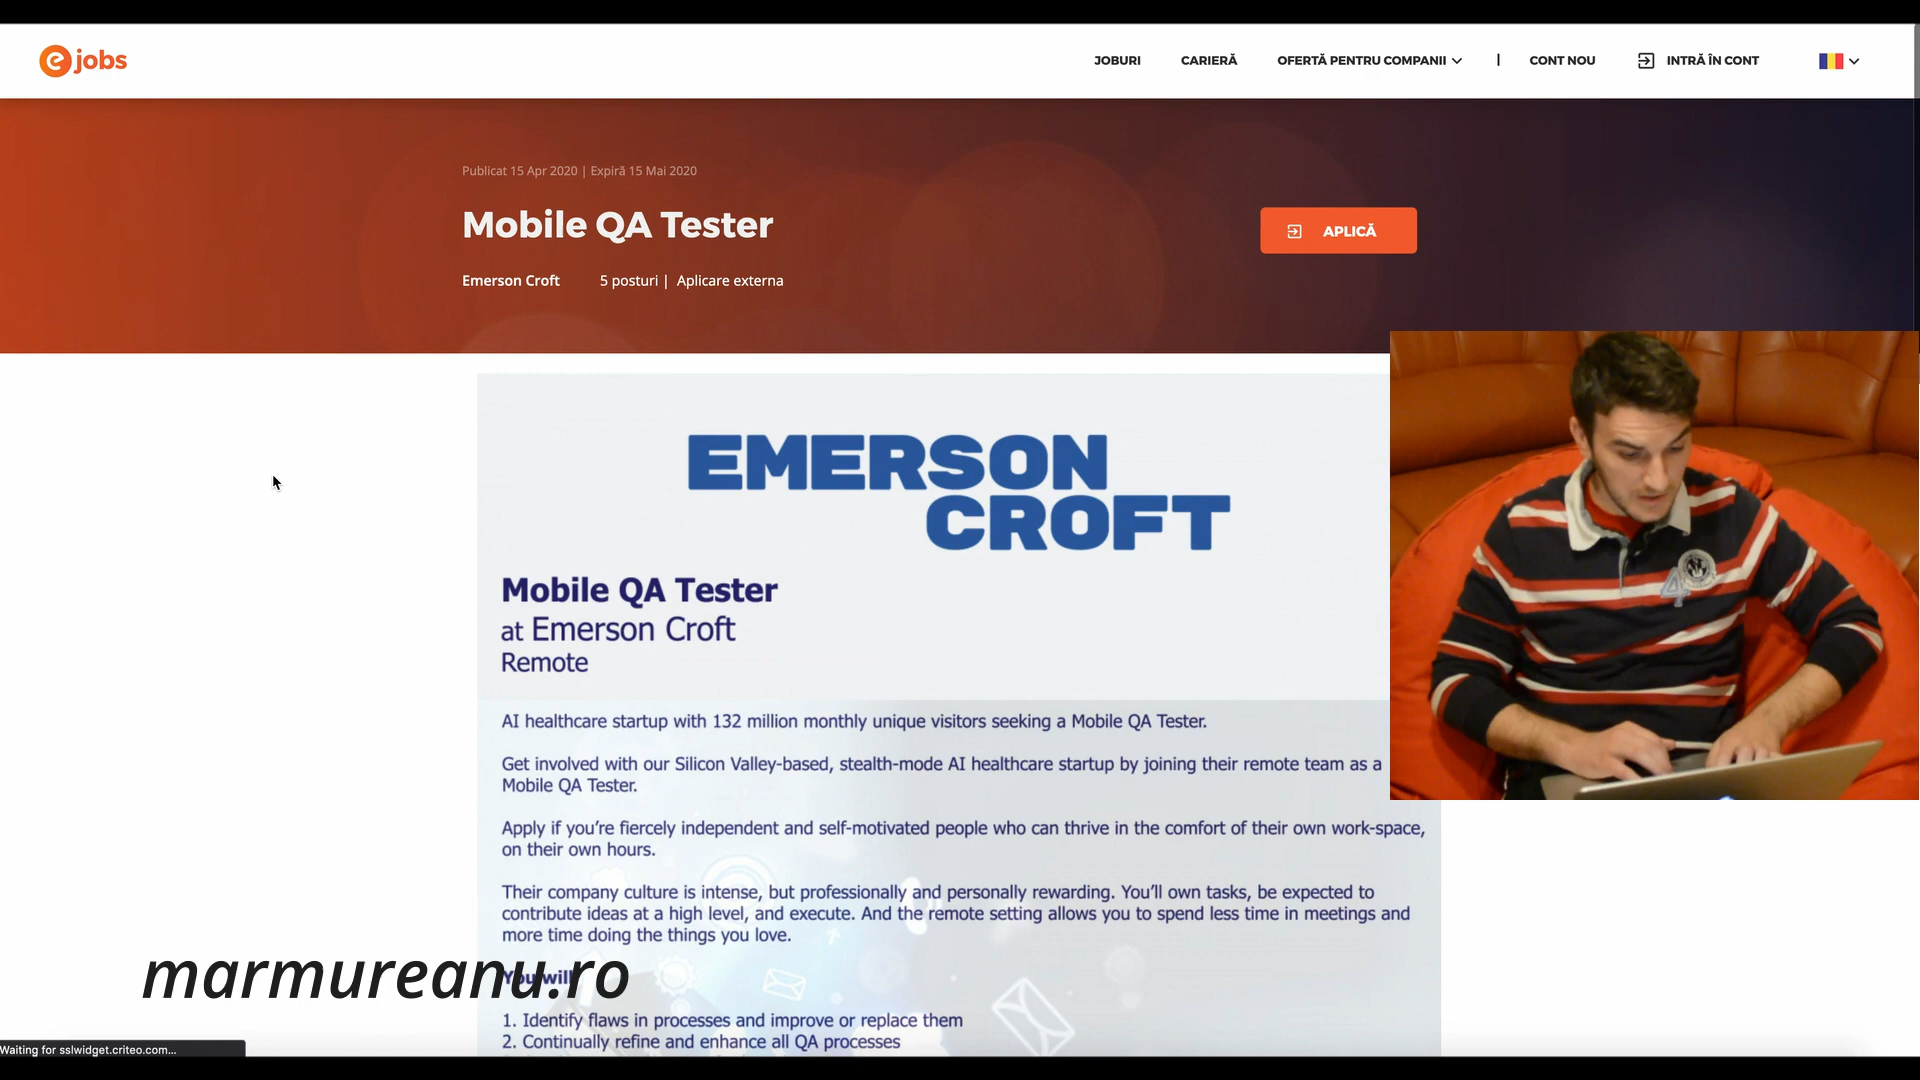 ejobs
JOBURI
CARIERĂ
OFERTĂ PENTRU COMPANII
|
CONT NOU
INTRĂ ÎN CONT
Publicat 15 Apr 2020 | Expiră 15 Mai 2020
Mobile QA Tester
APLICĂ
Emerson Croft
5 posturi | Aplicare externa
EMERSON
CROFT
Mobile QA Tester
at Emerson Croft
Remote
AI healthcare startup with 132 million monthly unique visitors seeking a Mobile QA Tester.
Get involved with our Silicon Valley-based, stealth-mode AI healthcare startup by joining their remote team as a
Mobile QA Tester.
Apply if you’re fiercely independent and self-motivated people who can thrive in the comfort of their own work-space,
on their own hours.
Their company culture is intense, but professionally and personally rewarding. You’ll own tasks, be expected to
contribute ideas at a high level, and execute. And the remote setting allows you to spend less time in meetings and
more time doing the things you love.
You will
marmureanu.ro
1. Identify flaws in processes and improve or replace them
2. Continually refine and enhance all QA processes
Waiting for sslwidget.criteo.com...
4